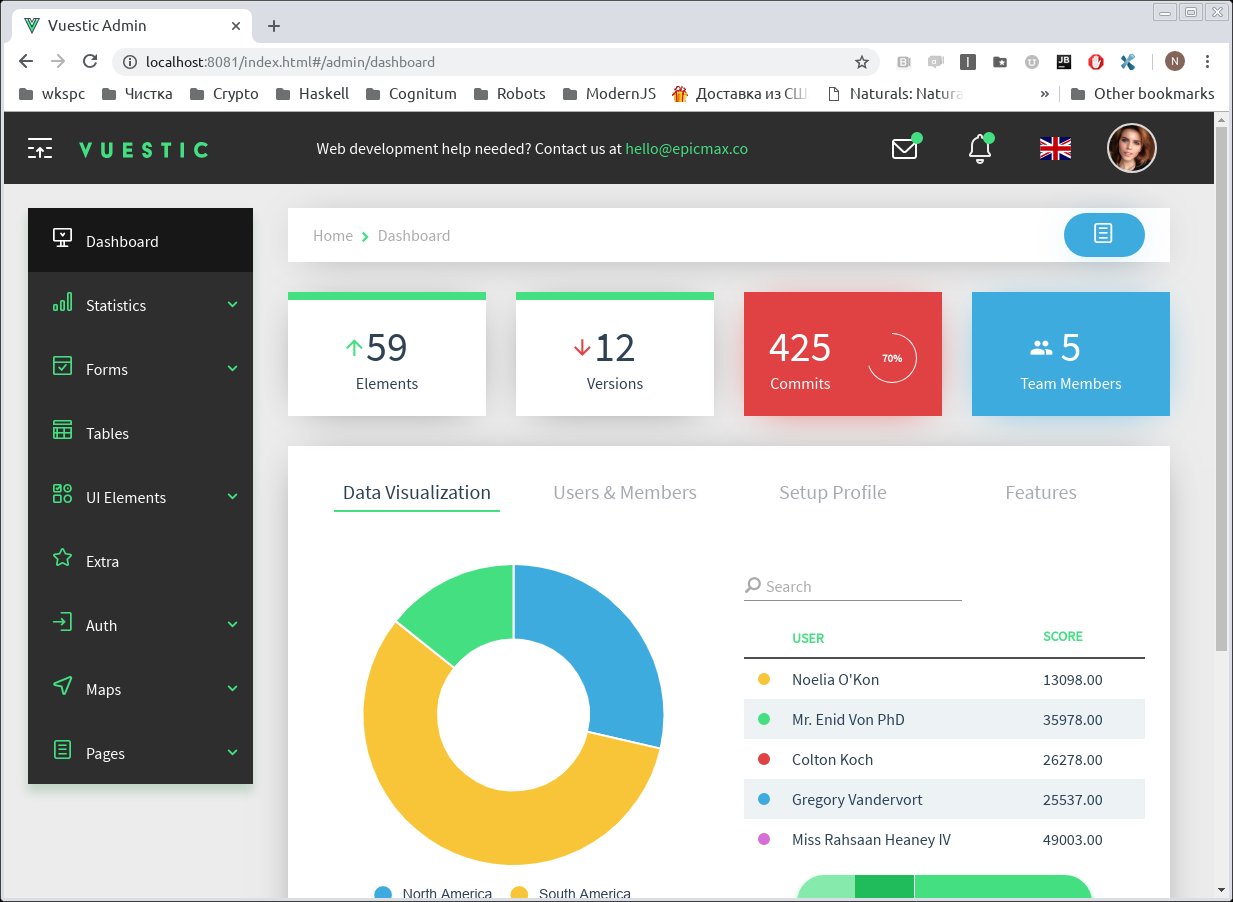 Vuestic Admin
localhost:8081/index.html#/admin/dashboard
wkspc Чистка Crypto Haskell Cognitum Robots ModernJS Доставка из США Naturals: Natura » Other bookmarks
VUESTIC
Web development help needed? Contact us at hello@epicmax.co
N
JB
Dashboard
Statistics
Forms
Tables
UI Elements
Extra
Auth
Maps
Pages
Home Dashboard
59
Elements
12
Versions
425
Commits
70%
5
Team Members
Data Visualization Users & Members Setup Profile Features
Search
USER SCORE
Noelia O'Kon 13098.00
Mr. Enid Von PhD 35978.00
Colton Koch 26278.00
Gregory Vandervort 25537.00
Miss Rahsaan Heaney IV 49003.00
North America South America